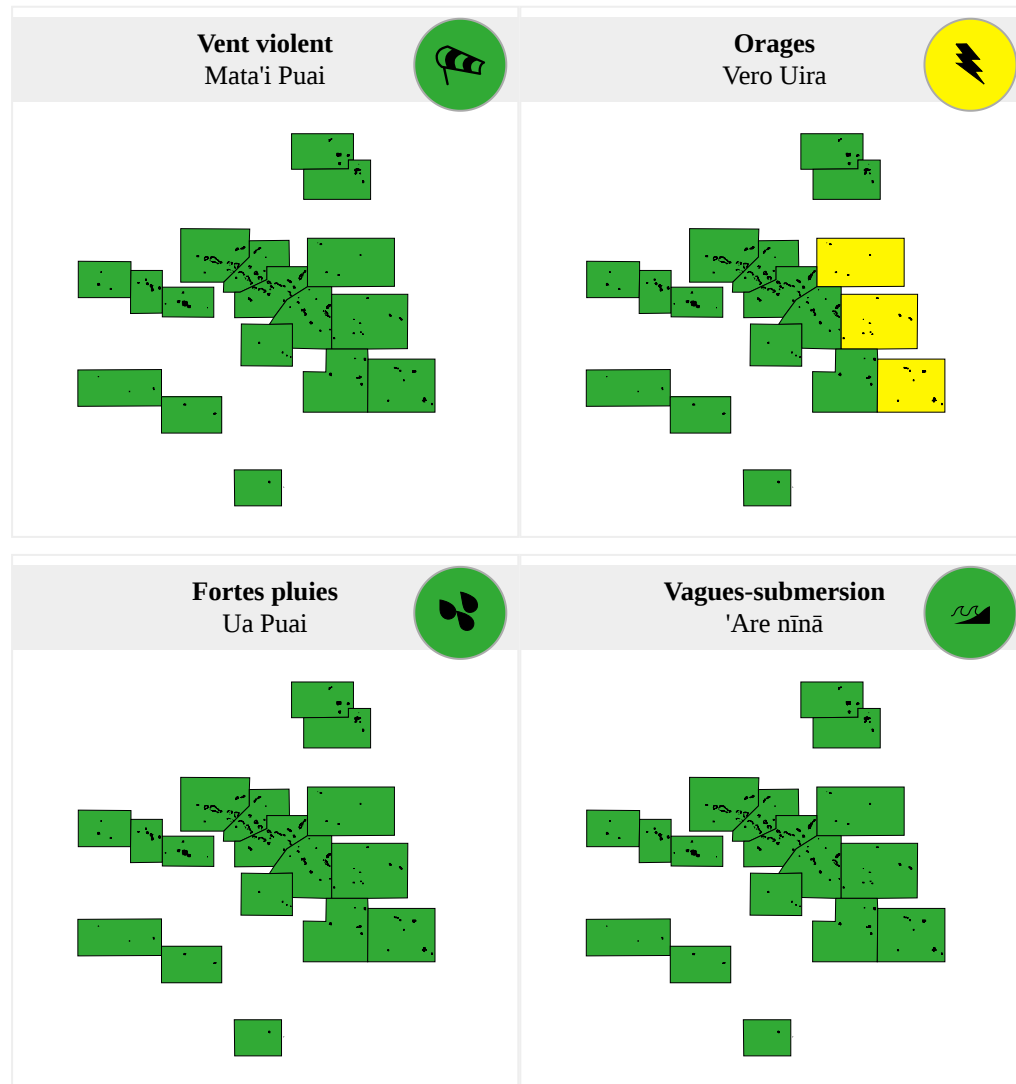 Vent violent
Mata'i Puai
Orages
Vero Uira
Fortes pluies
Ua Puai
Vagues-submersion
'Are nīnā